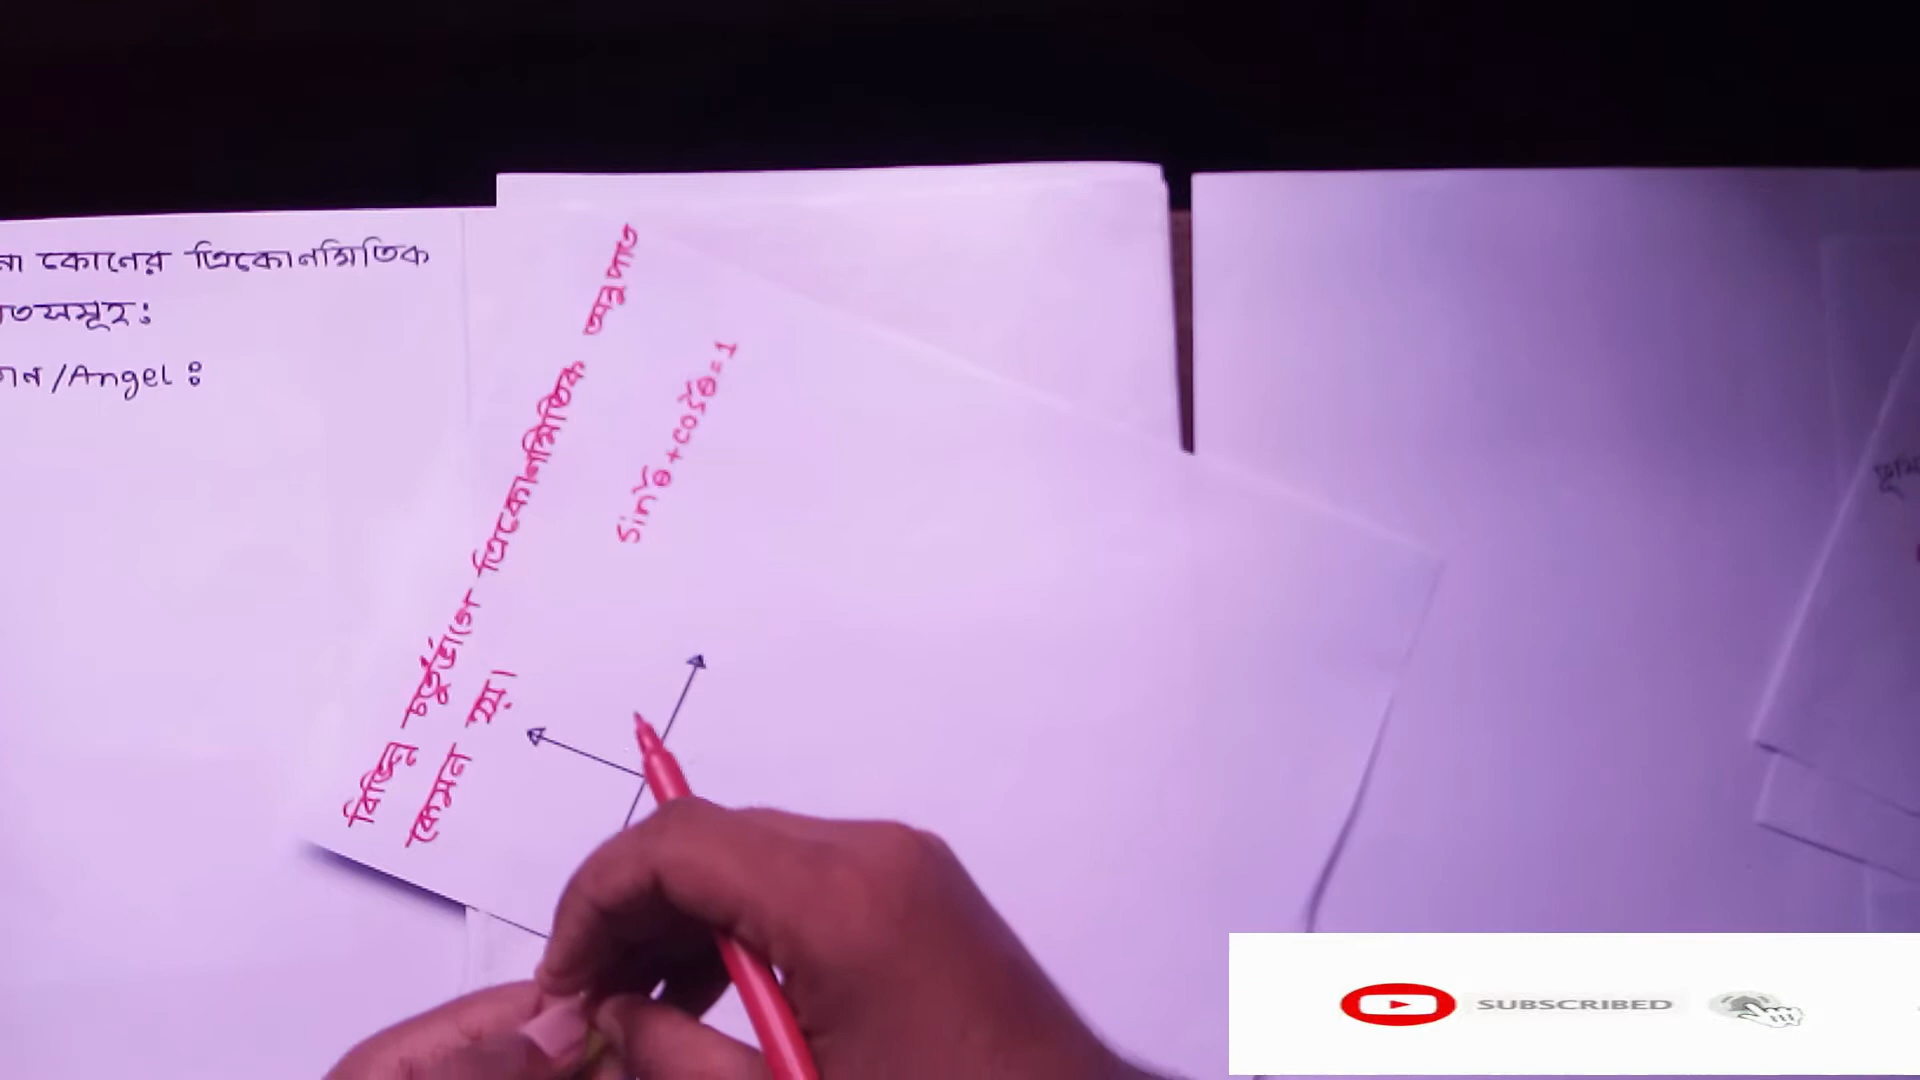 কোনের ত্রিকোনমিতিক
তসমূহ :
/Angel :
বিভিন্ন চতুর্ভাগে ত্রিকোনমিতিক অনুপাত
কেমন হয়।
Sin²θ + cos²θ = 1
SUBSCRIBED